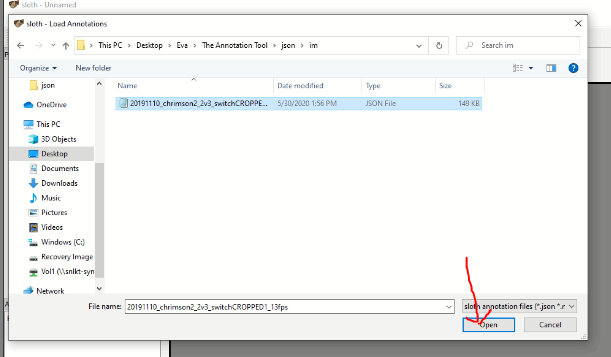 sloth - Unnamed
sloth - Load Annotations
This PC > Desktop > Eva > The Annotation Tool > json > im
Search im
Organize
New folder
Name
Date modified
Type
Size
json
20191110_chrimson2_2v3_switchCROPPE...
5/30/2020 1:56 PM
JSON File
149 KB
OneDrive
This PC
3D Objects
Desktop
Documents
Downloads
Music
Pictures
Videos
Windows (C:)
Recovery Image
Vol1 (\\snlkt-syn
Network
File name:
20191110_chrimson2_2v3_switchCROPPED1_13fps
sloth annotation files (*.json *.r
Open
Cancel